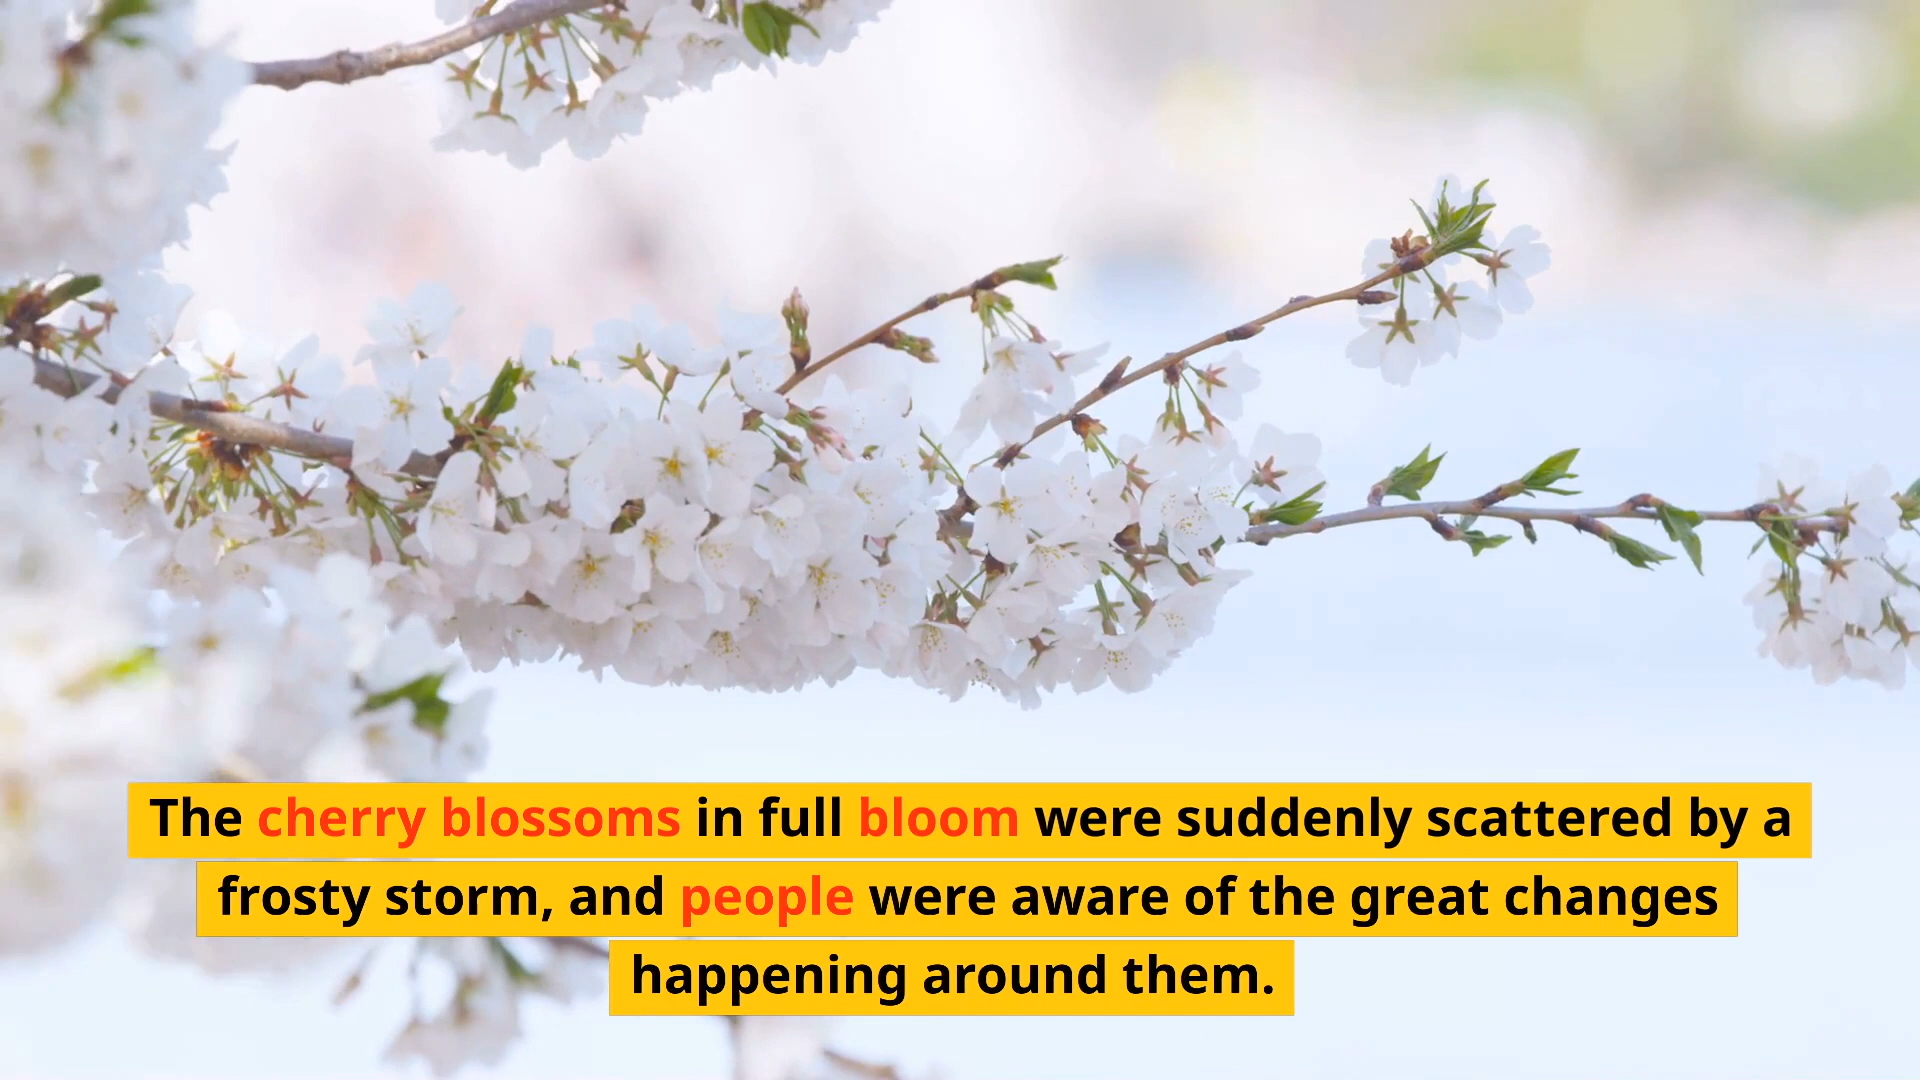 The cherry blossoms in full bloom were suddenly scattered by a
frosty storm, and people were aware of the great changes
happening around them.